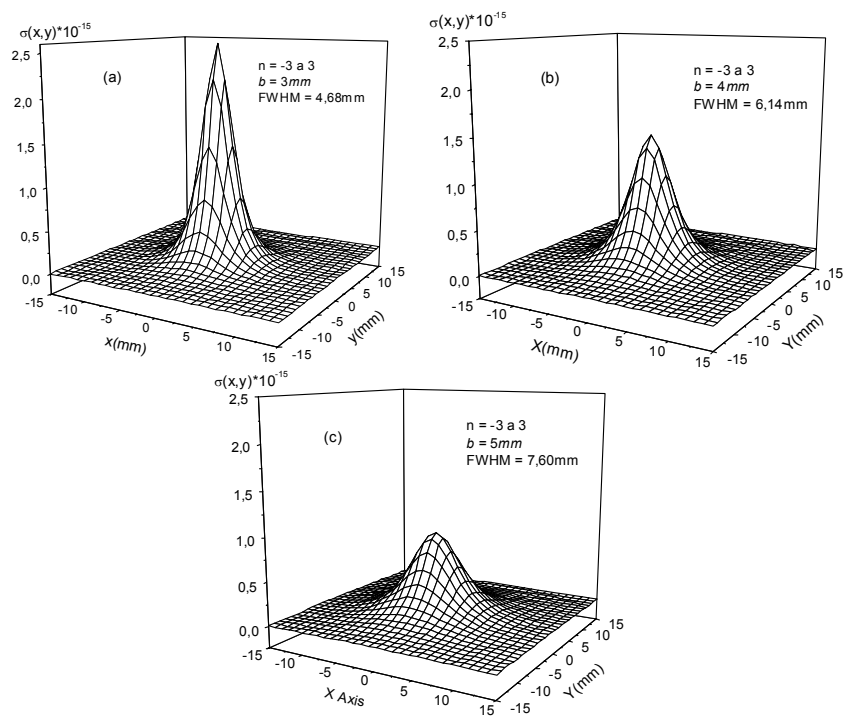 σ(x,y)*10⁻¹⁵
(a)
n = -3 a 3
b = 3mm
FWHM = 4,68mm
2,5
2,0
1,5
1,0
0,5
0,0
-15
-10
-5
0
5
10
15
x(mm)
-15
-10
-5
0
5
10
15
y(mm)
σ(x,y)*10⁻¹⁵
(b)
n = -3 a 3
b = 4mm
FWHM = 6,14mm
2,5
2,0
1,5
1,0
0,5
0,0
-15
-10
-5
0
5
10
15
X(mm)
-15
-10
-5
0
5
10
15
Y(mm)
σ(x,y)*10⁻¹⁵
(c)
n = -3 a 3
b = 5mm
FWHM = 7,60mm
2,5
2,0
1,5
1,0
0,5
0,0
-15
-10
-5
0
5
10
15
X Axis
-15
-10
-5
0
5
10
15
Y(mm)